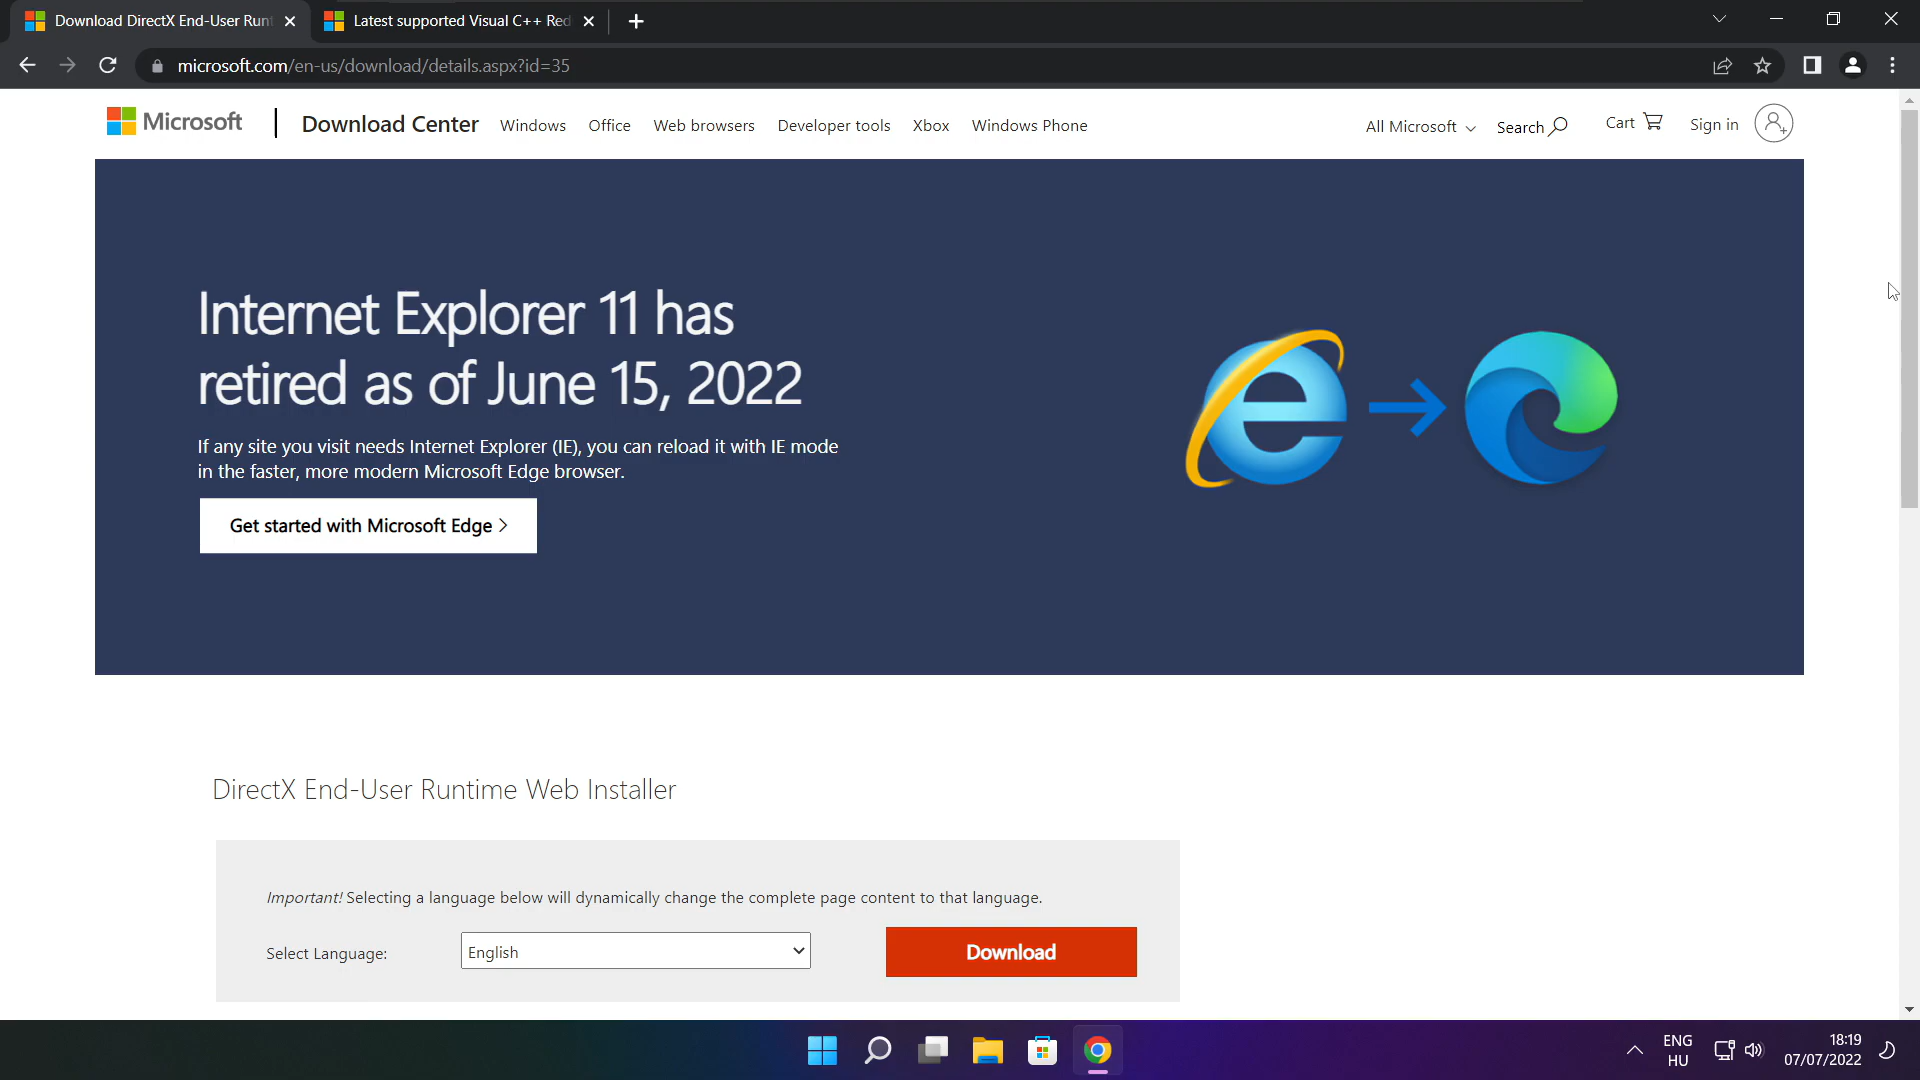 Download DirectX End-User Runt
Latest supported Visual C++ Red
microsoft.com/en-us/download/details.aspx?id=35
Microsoft
Download Center
Windows
Office
Web browsers
Developer tools
Xbox
Windows Phone
All Microsoft
Search
Cart
Sign in
Internet Explorer 11 has
retired as of June 15, 2022
If any site you visit needs Internet Explorer (IE), you can reload it with IE mode
in the faster, more modern Microsoft Edge browser.
Get started with Microsoft Edge >
DirectX End-User Runtime Web Installer
Important! Selecting a language below will dynamically change the complete page content to that language.
Select Language:
English
Download
ENG
HU
18:19
07/07/2022